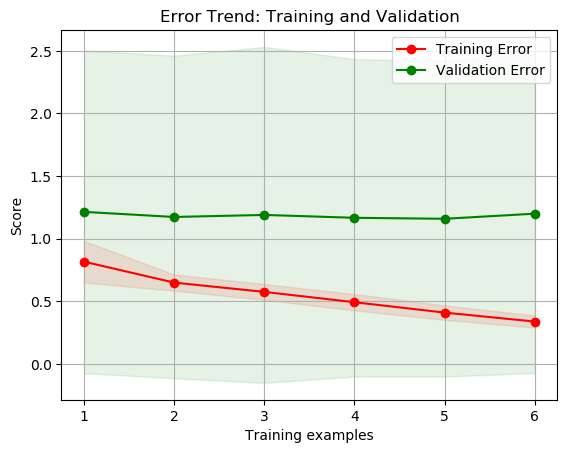 Error Trend: Training and Validation
Training Error
Validation Error
2.5
2.0
1.5
1.0
0.5
0.0
Score
1 2 3 4 5 6
Training examples